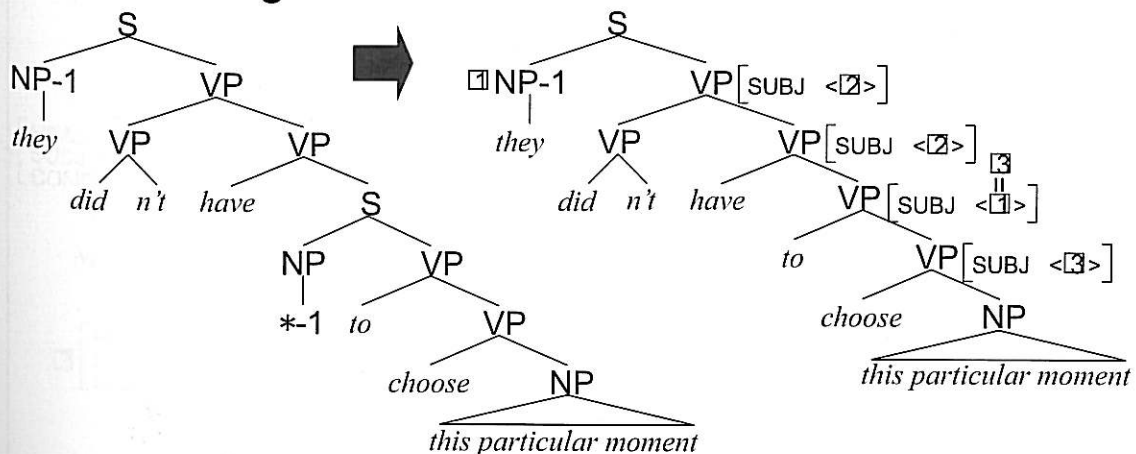 S S
NP-1 VP 1 NP-1 VP[SUBJ <2>]
they VP VP they VP VP[SUBJ <2>]
3
=
did n't have S did n't have VP[SUBJ <1>]
NP VP to VP[SUBJ <3>]
*-1 to VP choose NP
choose NP this particular moment
this particular moment